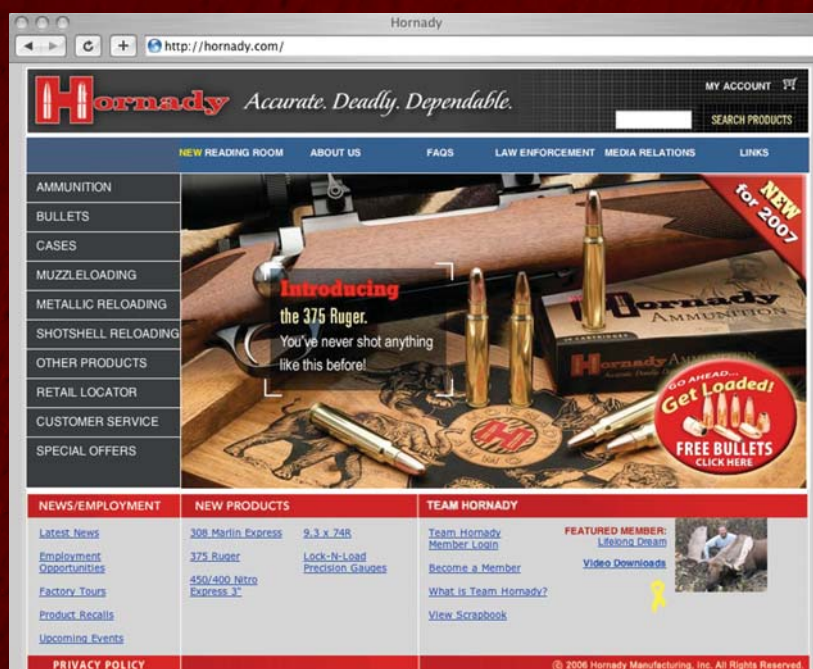 Hornady
http://hornady.com/
Hornady Accurate. Deadly. Dependable.
MY ACCOUNT
SEARCH PRODUCTS
NEW READING ROOM ABOUT US FAQS LAW ENFORCEMENT MEDIA RELATIONS LINKS
AMMUNITION
BULLETS
CASES
MUZZLELOADING
METALLIC RELOADING
SHOTSHELL RELOADING
OTHER PRODUCTS
RETAIL LOCATOR
CUSTOMER SERVICE
SPECIAL OFFERS
NEW
for 2007
Introducing
the 375 Ruger.
You've never shot anything
like this before!
Hornady
AMMUNITION
Hornady AMMUNITION
Accurate. Deadly. Dependable.
GO AHEAD...
Get Loaded!
FREE BULLETS
CLICK HERE
NEWS/EMPLOYMENT
Latest News
Employment
Opportunities
Factory Tours
Product Recalls
Upcoming Events
NEW PRODUCTS
308 Marlin Express
375 Ruger
450/400 Nitro
Express 3"
9.3 x 74R
Lock-N-Load
Precision Gauges
TEAM HORNADY
Team Hornady
Member Login
Become a Member
What is Team Hornady?
View Scrapbook
FEATURED MEMBER:
Lifelong Dream
Video Downloads
PRIVACY POLICY
© 2006 Hornady Manufacturing, Inc. All Rights Reserved.